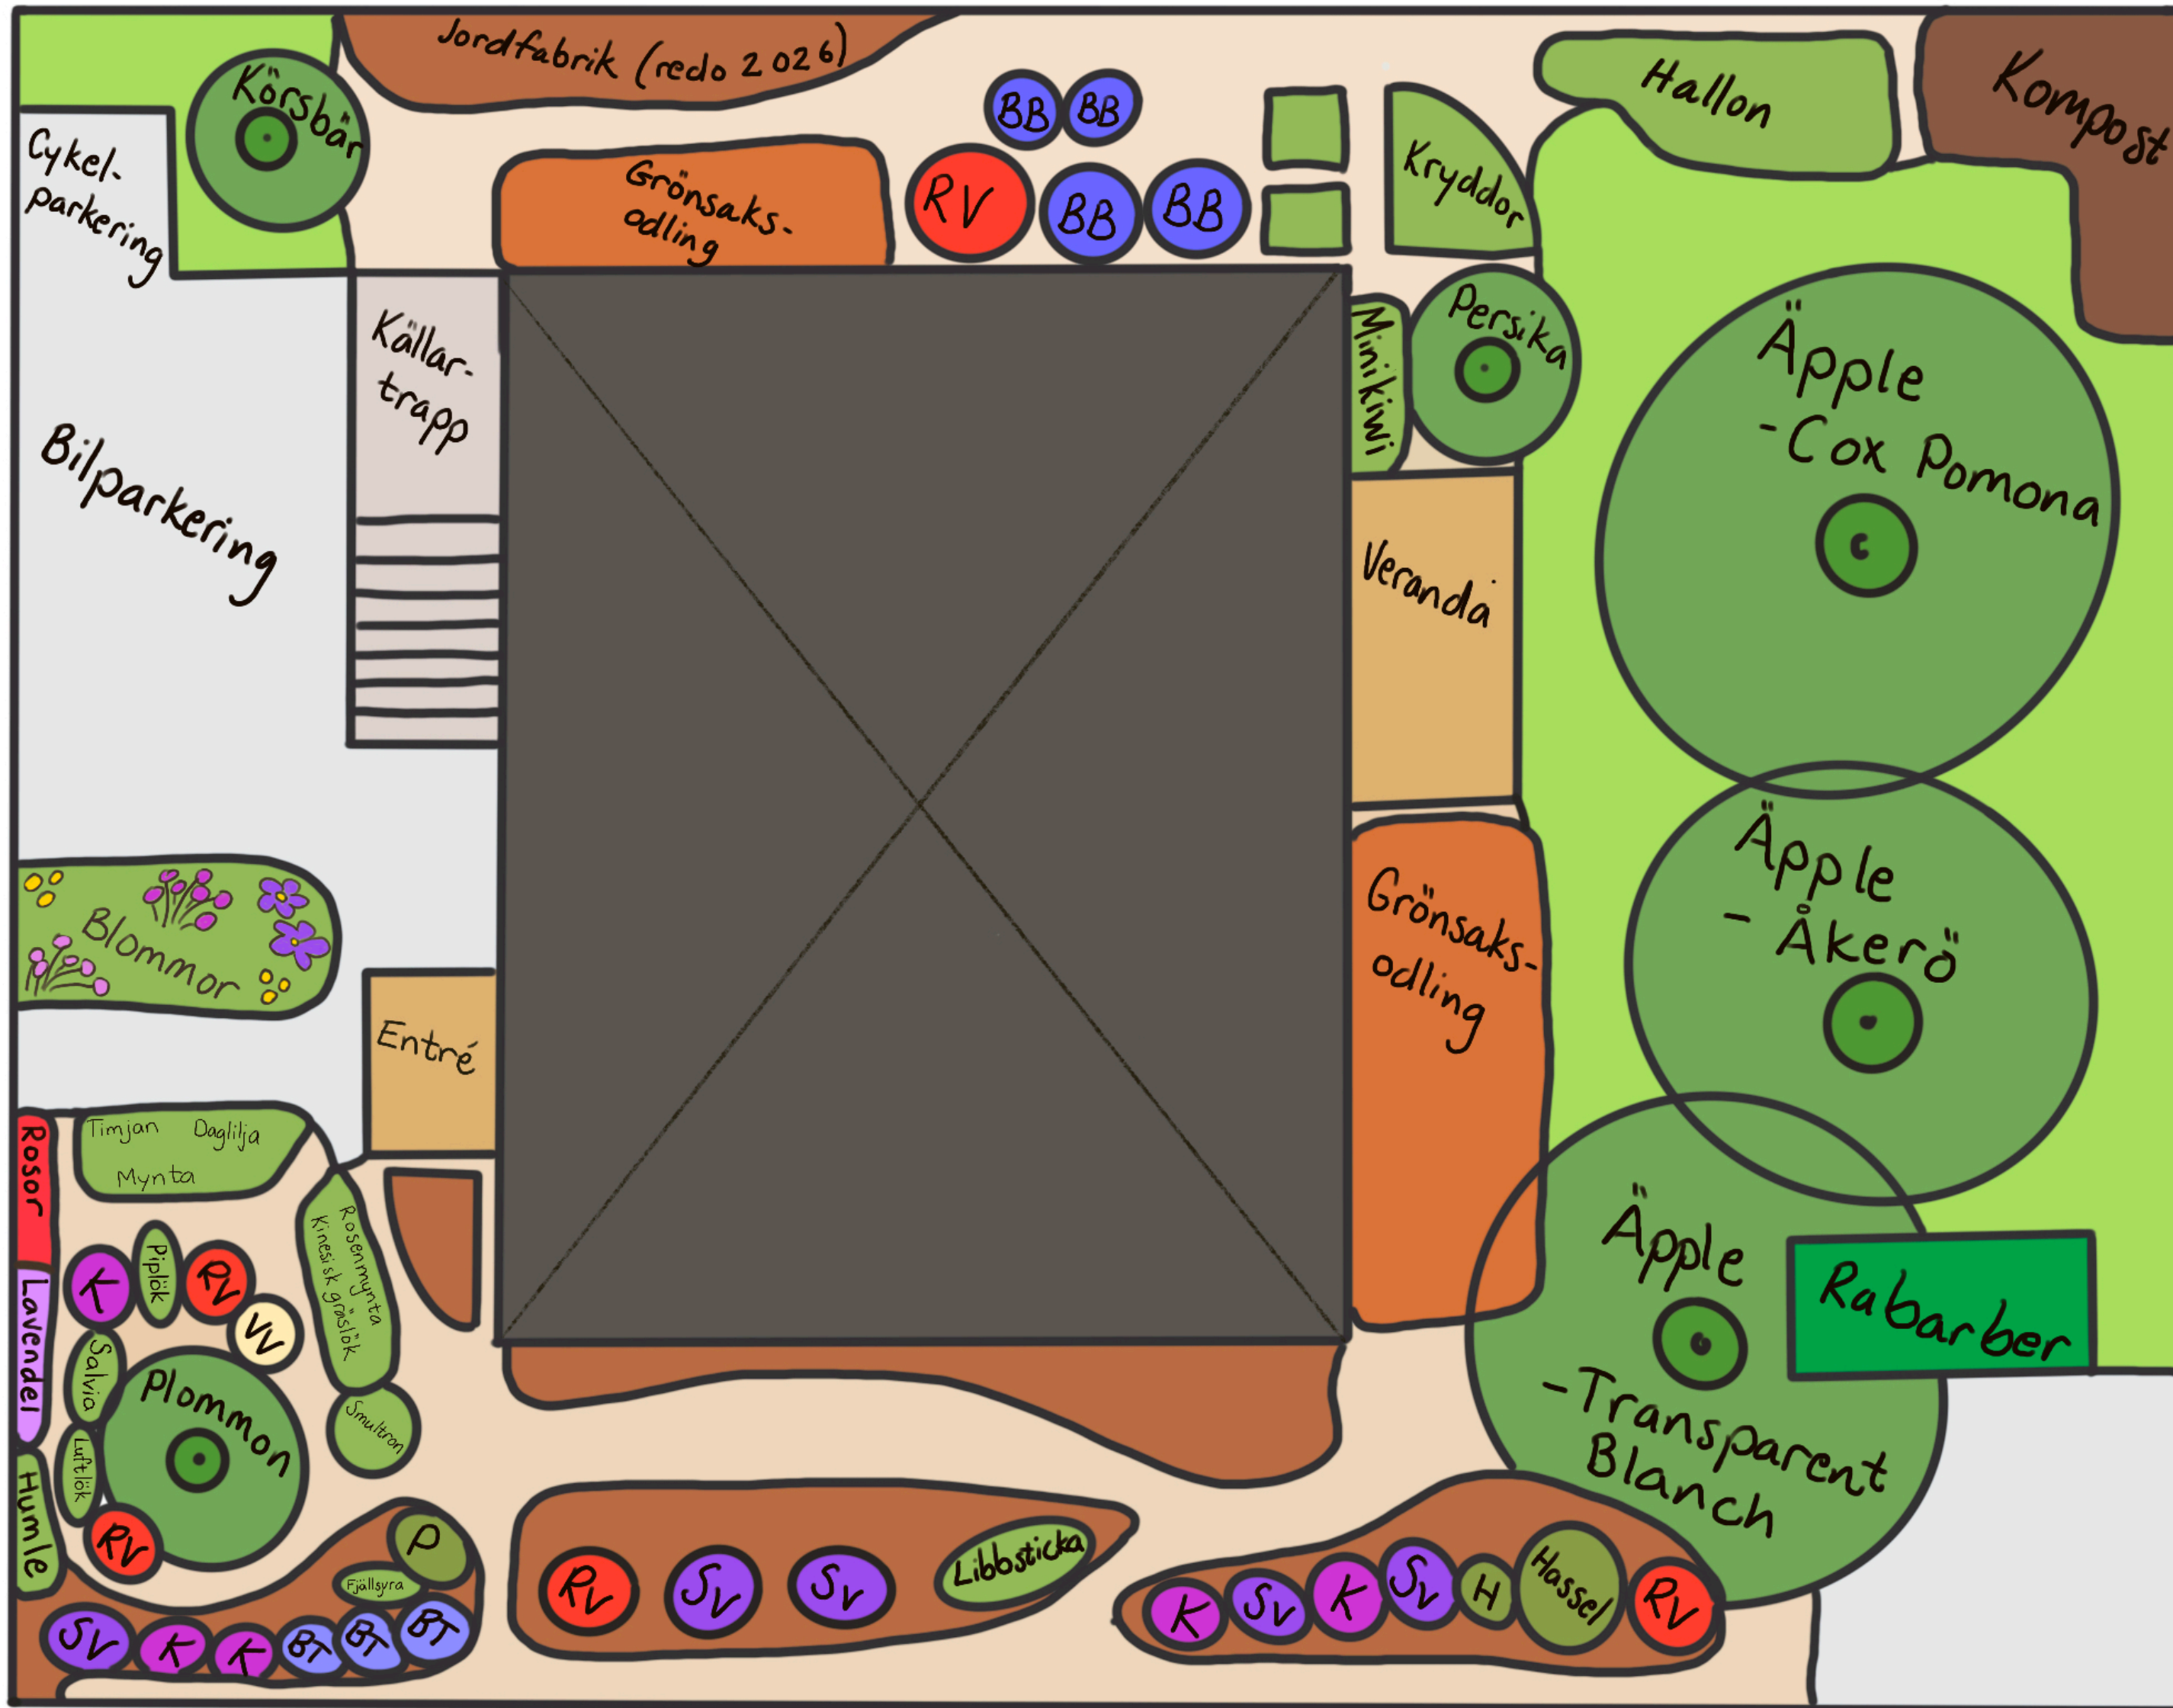 Jordfabrik (redo 2026)
Körsbär
Cykel-
parkering
Grönsaks-
odling
BB
BB
RV
BB
BB
Kryddor
Hallon
Kompost
Källar-
trapp
Bilparkering
Minikiwi
Persika
Äpple
-Cox Pomona
Veranda
Äpple
- Åkerö
Grönsaks-
odling
Blommor
Entré
Rosor
Timjan Daglilja
Mynta
Lavendel
K
Piplök
RV
VV
Rosenmynta
Kinesisk gräslök
Salvia
Plommon
Smultron
Luftlök
Humle
RV
P
Fjällsyra
SV
K
K
BT
BT
BT
RV
SV
SV
Libbsticka
Äpple
-Transparent
Blanch
Rabarber
K
SV
K
SV
H
Hassel
RV